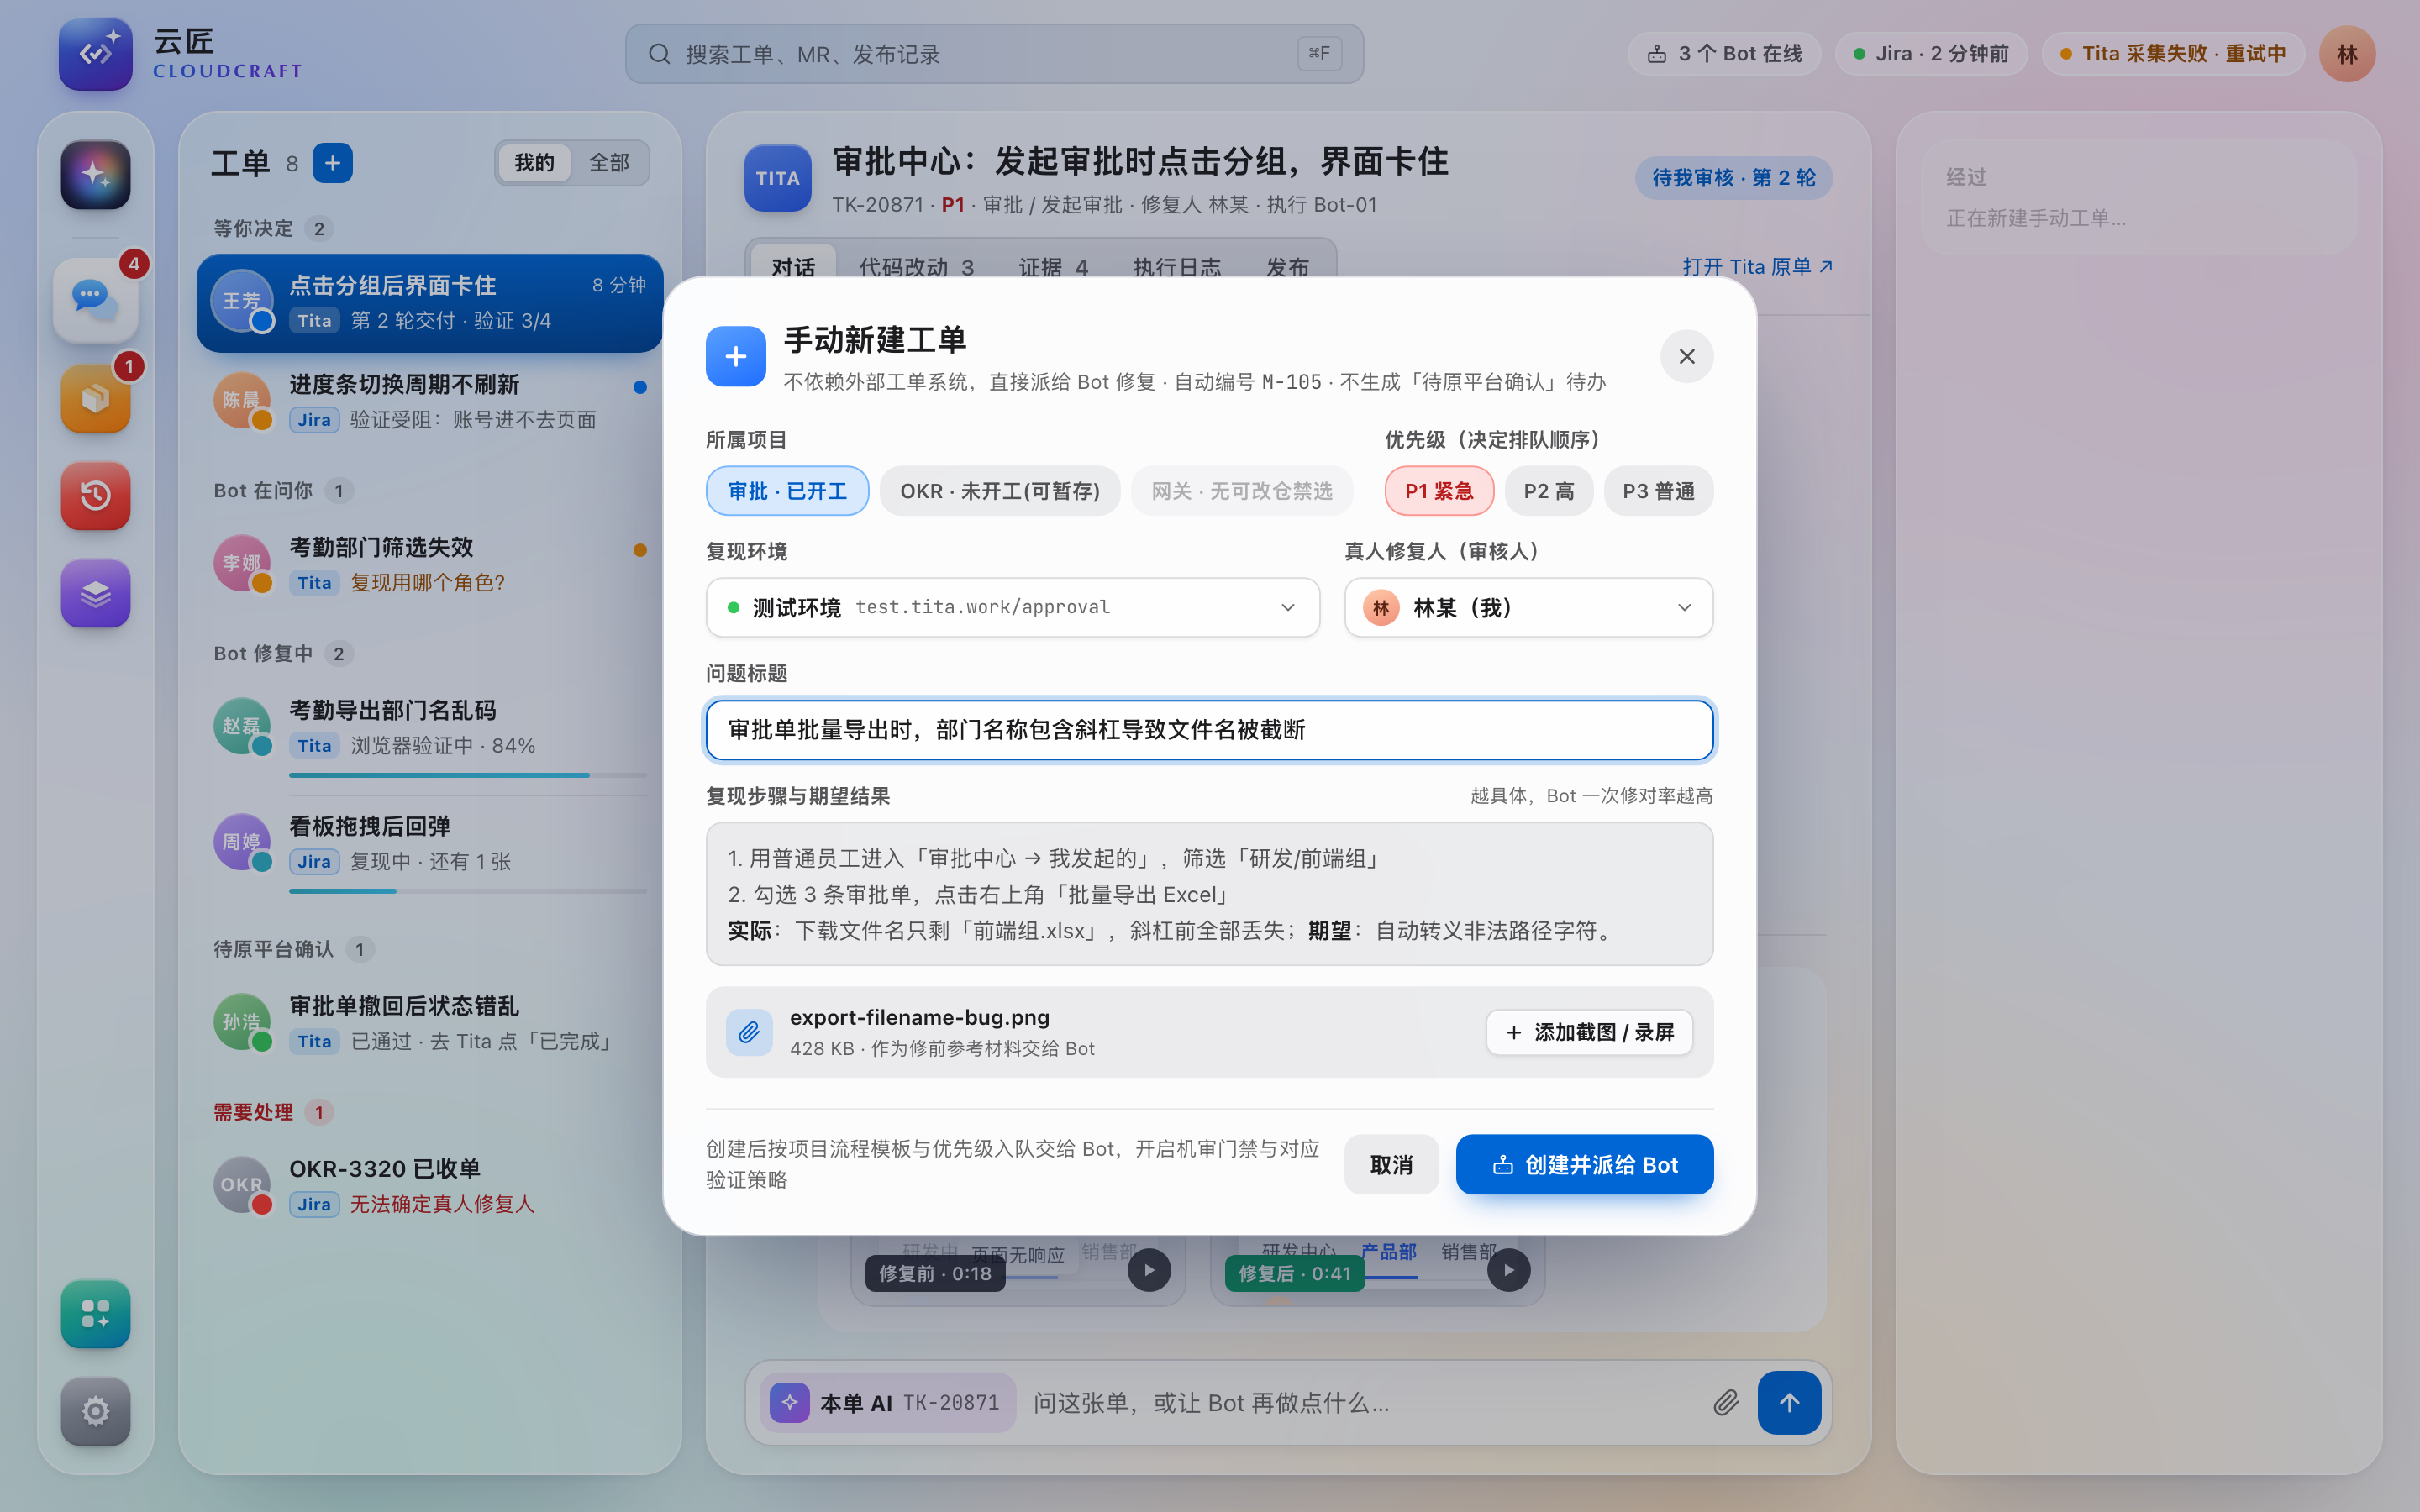 云匠
CLOUDCRAFT
搜索工单、MR、发布记录
⌘F
3 个 Bot 在线
Jira · 2 分钟前
Tita 采集失败 · 重试中
林
4
1
工单 8
我的
全部
等你决定 2
王芳
点击分组后界面卡住
8 分钟
Tita 第 2 轮交付 · 验证 3/4
陈晨
进度条切换周期不刷新
Jira 验证受阻：账号进不去页面
Bot 在问你 1
李娜
考勤部门筛选失效
Tita 复现用哪个角色?
Bot 修复中 2
赵磊
考勤导出部门名乱码
Tita 浏览器验证中 · 84%
周婷
看板拖拽后回弹
Jira 复现中 · 还有 1 张
待原平台确认 1
孙浩
审批单撤回后状态错乱
Tita 已通过 · 去 Tita 点「已完成」
需要处理 1
OKR
OKR-3320 已收单
Jira 无法确定真人修复人
TITA
审批中心：发起审批时点击分组，界面卡住
TK-20871 · P1 · 审批 / 发起审批 · 修复人 林某 · 执行 Bot-01
待我审核 · 第 2 轮
对话
代码改动 3
证据 4
执行日志
发布
打开 Tita 原单 ↗
经过
正在新建手动工单...
手动新建工单
不依赖外部工单系统，直接派给 Bot 修复 · 自动编号 M-105 · 不生成「待原平台确认」待办
所属项目
审批 · 已开工
OKR · 未开工(可暂存)
网关 · 无可改仓禁选
优先级（决定排队顺序）
P1 紧急
P2 高
P3 普通
复现环境
测试环境 test.tita.work/approval
真人修复人（审核人）
林 林某（我）
问题标题
审批单批量导出时，部门名称包含斜杠导致文件名被截断
复现步骤与期望结果
越具体，Bot 一次修对率越高
1. 用普通员工进入「审批中心 → 我发起的」，筛选「研发/前端组」
2. 勾选 3 条审批单，点击右上角「批量导出 Excel」
实际：下载文件名只剩「前端组.xlsx」，斜杠前全部丢失；期望：自动转义非法路径字符。
export-filename-bug.png
428 KB · 作为修前参考材料交给 Bot
添加截图 / 录屏
创建后按项目流程模板与优先级入队交给 Bot，开启机审门禁与对应
验证策略
取消
创建并派给 Bot
研发中 页面无响应 销售部
修复前 · 0:18
研发中心 产品部 销售部
修复后 · 0:41
本单 AI TK-20871
问这张单，或让 Bot 再做点什么...